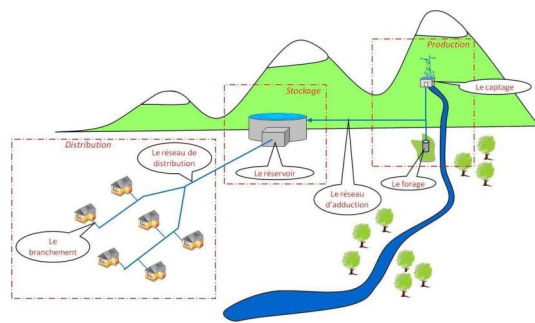 Production
Le captage
Stockage
Distribution
Le réseau de
distribution
Le réservoir
Le réseau
d'adduction
Le forage
Le
branchement